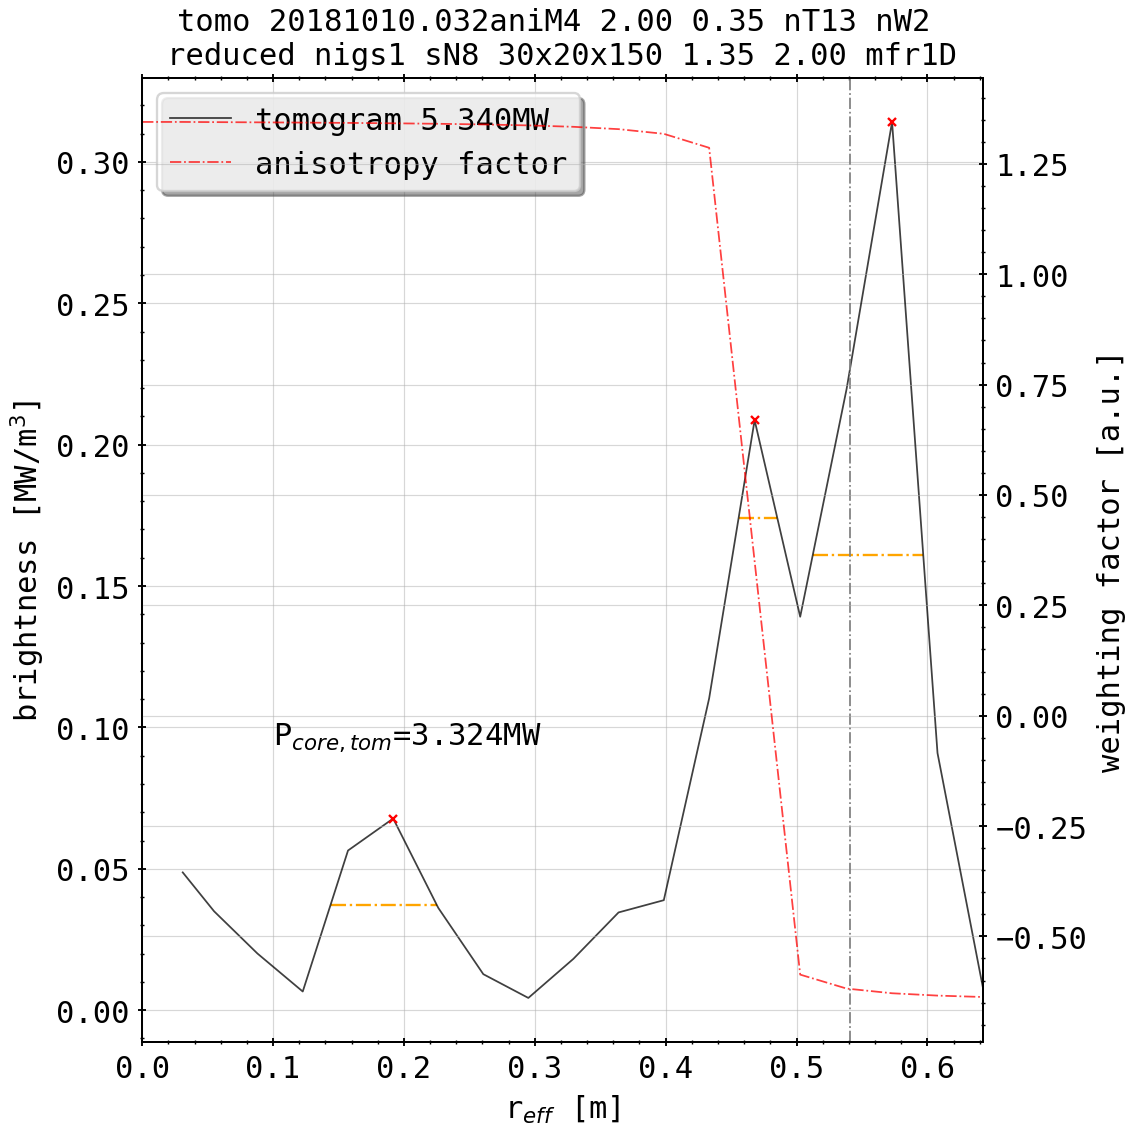 tomo 20181010.032aniM4 2.00 0.35 nT13 nW2
reduced nigs1 sN8 30x20x150 1.35 2.00 mfr1D
tomogram 5.340MW
anisotropy factor
brightness [MW/m³]
0.30
0.25
0.20
0.15
0.10
0.05
0.00
P_core,tom=3.324MW
1.25
1.00
0.75
0.50
0.25
0.00
−0.25
−0.50
weighting factor [a.u.]
0.0 0.1 0.2 0.3 0.4 0.5 0.6
r_eff [m]